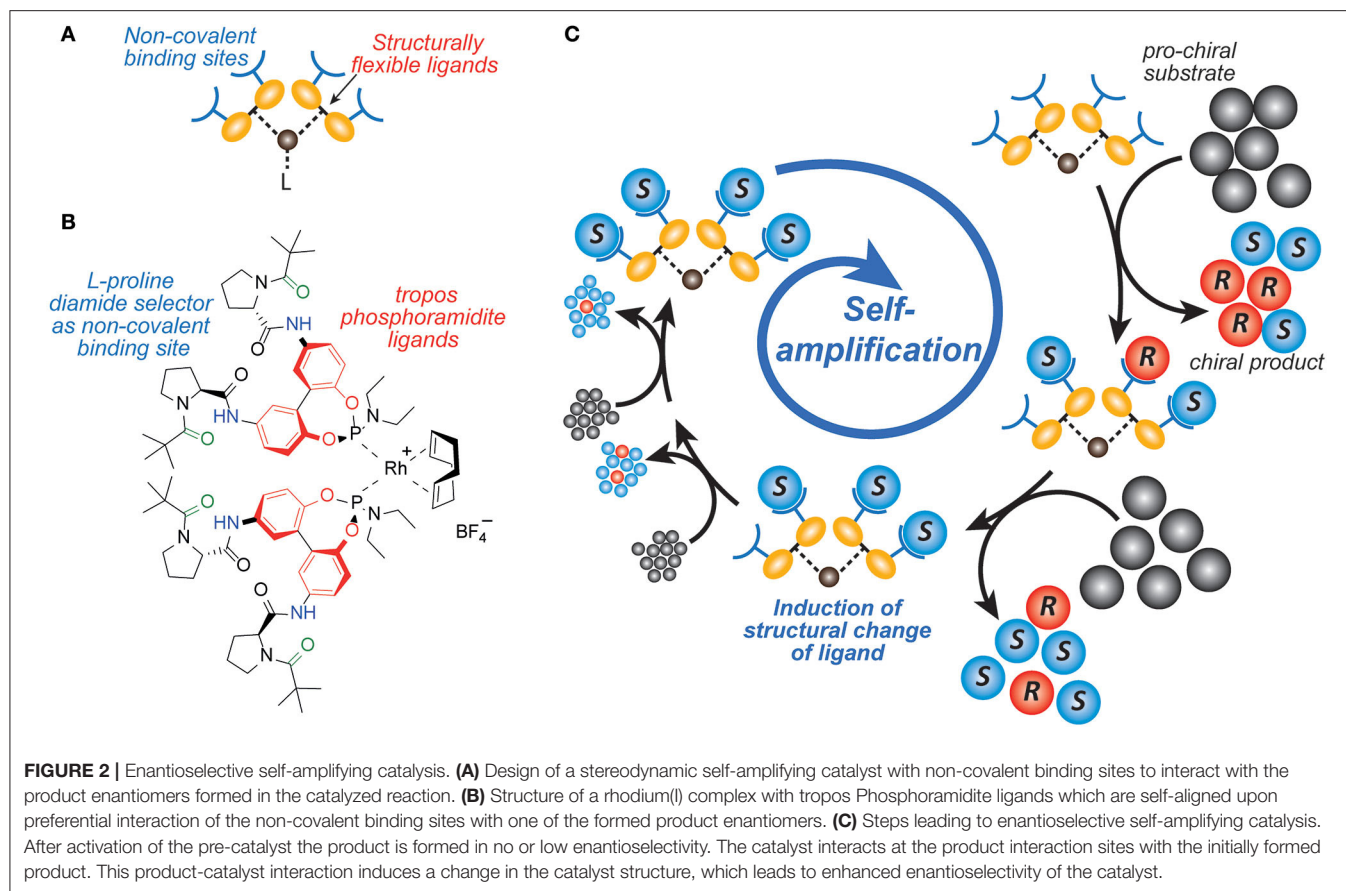 A
Non-covalent
binding sites
Structurally
flexible ligands
L
B
L-proline
diamide selector
as non-covalent
binding site
tropos
phosphoramidite
ligands
N
O
O
NH
O
N
O
NH
O
O
P
N
Rh
+
O
N
O
NH
O
O
P
N
BF4−
NH
O
N
O
C
pro-chiral
substrate
S
S
S
S
Self-
amplification
S
S
R
R
R
S
chiral product
S
R
S
S
S
S
Induction of
structural change
of ligand
R
S
S
S
R
S
FIGURE 2 | Enantioselective self-amplifying catalysis. (A) Design of a stereodynamic self-amplifying catalyst with non-covalent binding sites to interact with the
product enantiomers formed in the catalyzed reaction. (B) Structure of a rhodium(I) complex with tropos Phosphoramidite ligands which are self-aligned upon
preferential interaction of the non-covalent binding sites with one of the formed product enantiomers. (C) Steps leading to enantioselective self-amplifying catalysis.
After activation of the pre-catalyst the product is formed in no or low enantioselectivity. The catalyst interacts at the product interaction sites with the initially formed
product. This product-catalyst interaction induces a change in the catalyst structure, which leads to enhanced enantioselectivity of the catalyst.